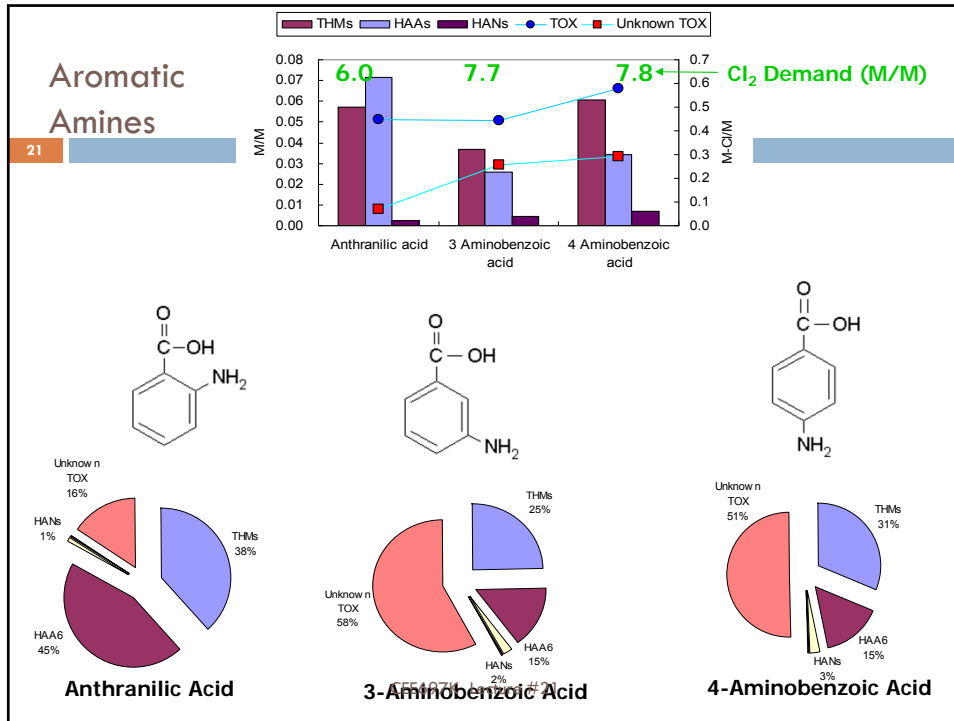 THMs HAAs HANs TOX Unknown TOX
Aromatic
Amines
21
0.08
0.07
0.06
0.05
0.04
0.03
0.02
0.01
0.00
M/M
6.0 7.7 7.8
Cl₂ Demand (M/M)
0.7
0.6
0.5
0.4
0.3
0.2
0.1
0.0
M-Cl/M
Anthranilic acid
3 Aminobenzoic
acid
4 Aminobenzoic
acid
O
C—OH
NH₂
O
C—OH
NH₂
O
C—OH
NH₂
Unknown
TOX
16%
HANs
1%
THMs
38%
HAA6
45%
Anthranilic Acid
THMs
25%
Unknown
TOX
58%
HAA6
15%
HANs
2%
CEE697K Lecture #21
3-Aminobenzoic Acid
Unknown
TOX
51%
THMs
31%
HAA6
15%
HANs
3%
4-Aminobenzoic Acid